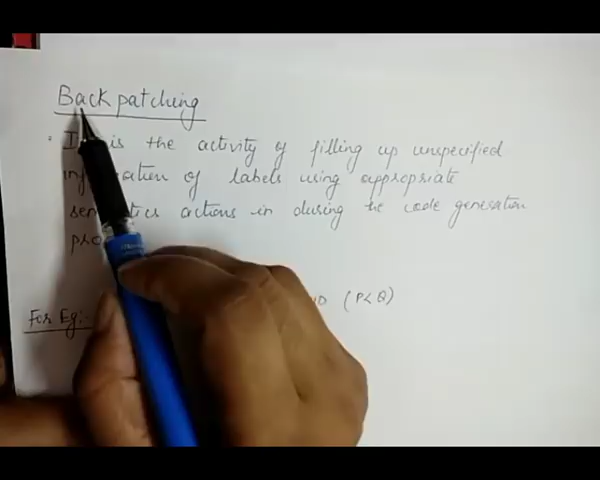 Backpatching
is the activity of filling up unspecified
of labels using appropriate
actions in during the code generation
For Eg:- (P<Q)